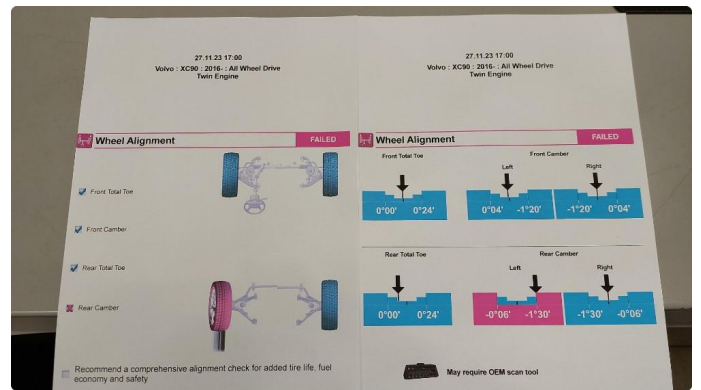 27.11.23 17:00
Volvo : XC90 : 2016- : All Wheel Drive
Twin Engine
Wheel Alignment FAILED
Front Total Toe
Front Camber
Rear Total Toe
Rear Camber
Recommend a comprehensive alignment check for added tire life, fuel
economy and safety
27.11.23 17:00
Volvo : XC90 : 2016- : All Wheel Drive
Twin Engine
Wheel Alignment FAILED
Front Total Toe Front Camber
Left Right
0°00' 0°24' 0°04' -1°20' -1°20' 0°04'
Rear Total Toe Rear Camber
Left Right
0°00' 0°24' -0°06' -1°30' -1°30' -0°06'
May require OEM scan tool